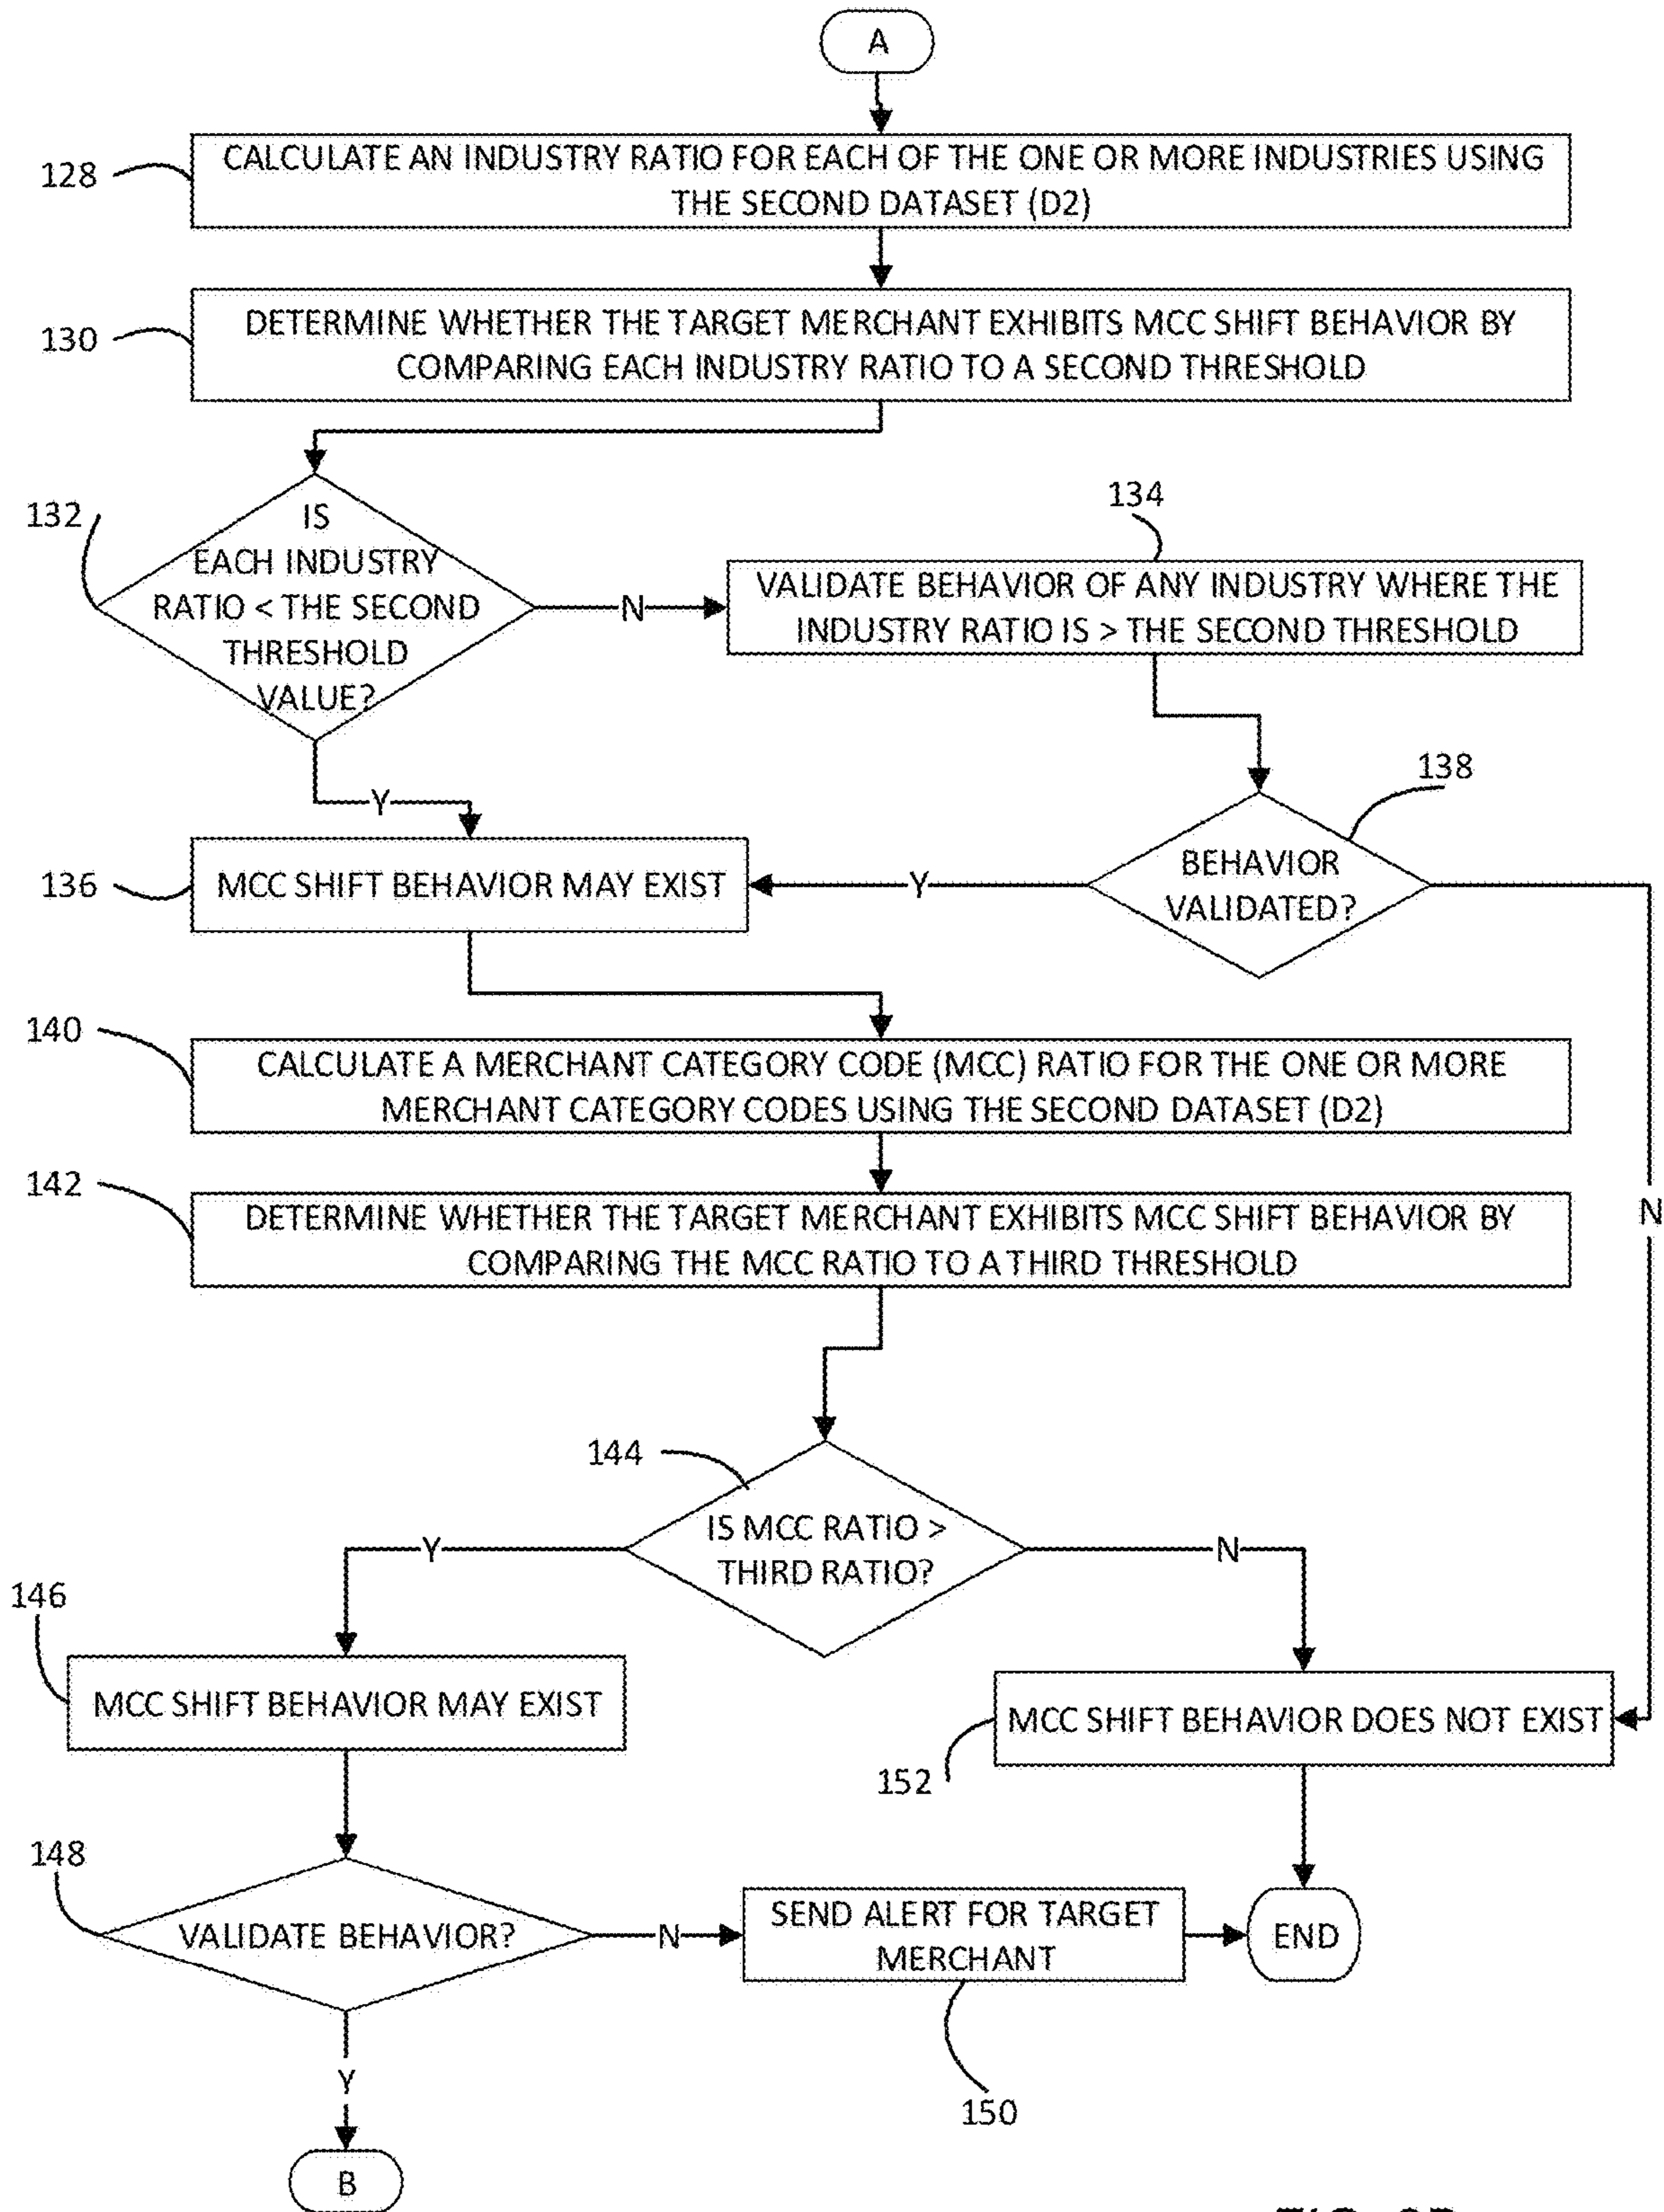 A
128
CALCULATE AN INDUSTRY RATIO FOR EACH OF THE ONE OR MORE INDUSTRIES USING
THE SECOND DATASET (D2)
130
DETERMINE WHETHER THE TARGET MERCHANT EXHIBITS MCC SHIFT BEHAVIOR BY
COMPARING EACH INDUSTRY RATIO TO A SECOND THRESHOLD
132
IS
EACH INDUSTRY
RATIO < THE SECOND
THRESHOLD
VALUE?
N
134
VALIDATE BEHAVIOR OF ANY INDUSTRY WHERE THE
INDUSTRY RATIO IS > THE SECOND THRESHOLD
Y
138
BEHAVIOR
VALIDATED?
Y
136
MCC SHIFT BEHAVIOR MAY EXIST
140
CALCULATE A MERCHANT CATEGORY CODE (MCC) RATIO FOR THE ONE OR MORE
MERCHANT CATEGORY CODES USING THE SECOND DATASET (D2)
142
DETERMINE WHETHER THE TARGET MERCHANT EXHIBITS MCC SHIFT BEHAVIOR BY
COMPARING THE MCC RATIO TO A THIRD THRESHOLD
N
144
IS MCC RATIO >
THIRD RATIO?
Y
N
146
MCC SHIFT BEHAVIOR MAY EXIST
MCC SHIFT BEHAVIOR DOES NOT EXIST
152
148
VALIDATE BEHAVIOR?
N
SEND ALERT FOR TARGET
MERCHANT
END
150
Y
B